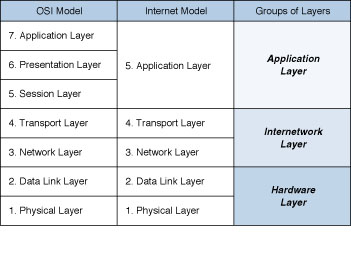 OSI Model Internet Model Groups of Layers
7. Application Layer
6. Presentation Layer
5. Session Layer
5. Application Layer
Application
Layer
4. Transport Layer 4. Transport Layer
3. Network Layer 3. Network Layer
Internetwork
Layer
2. Data Link Layer 2. Data Link Layer
1. Physical Layer 1. Physical Layer
Hardware
Layer